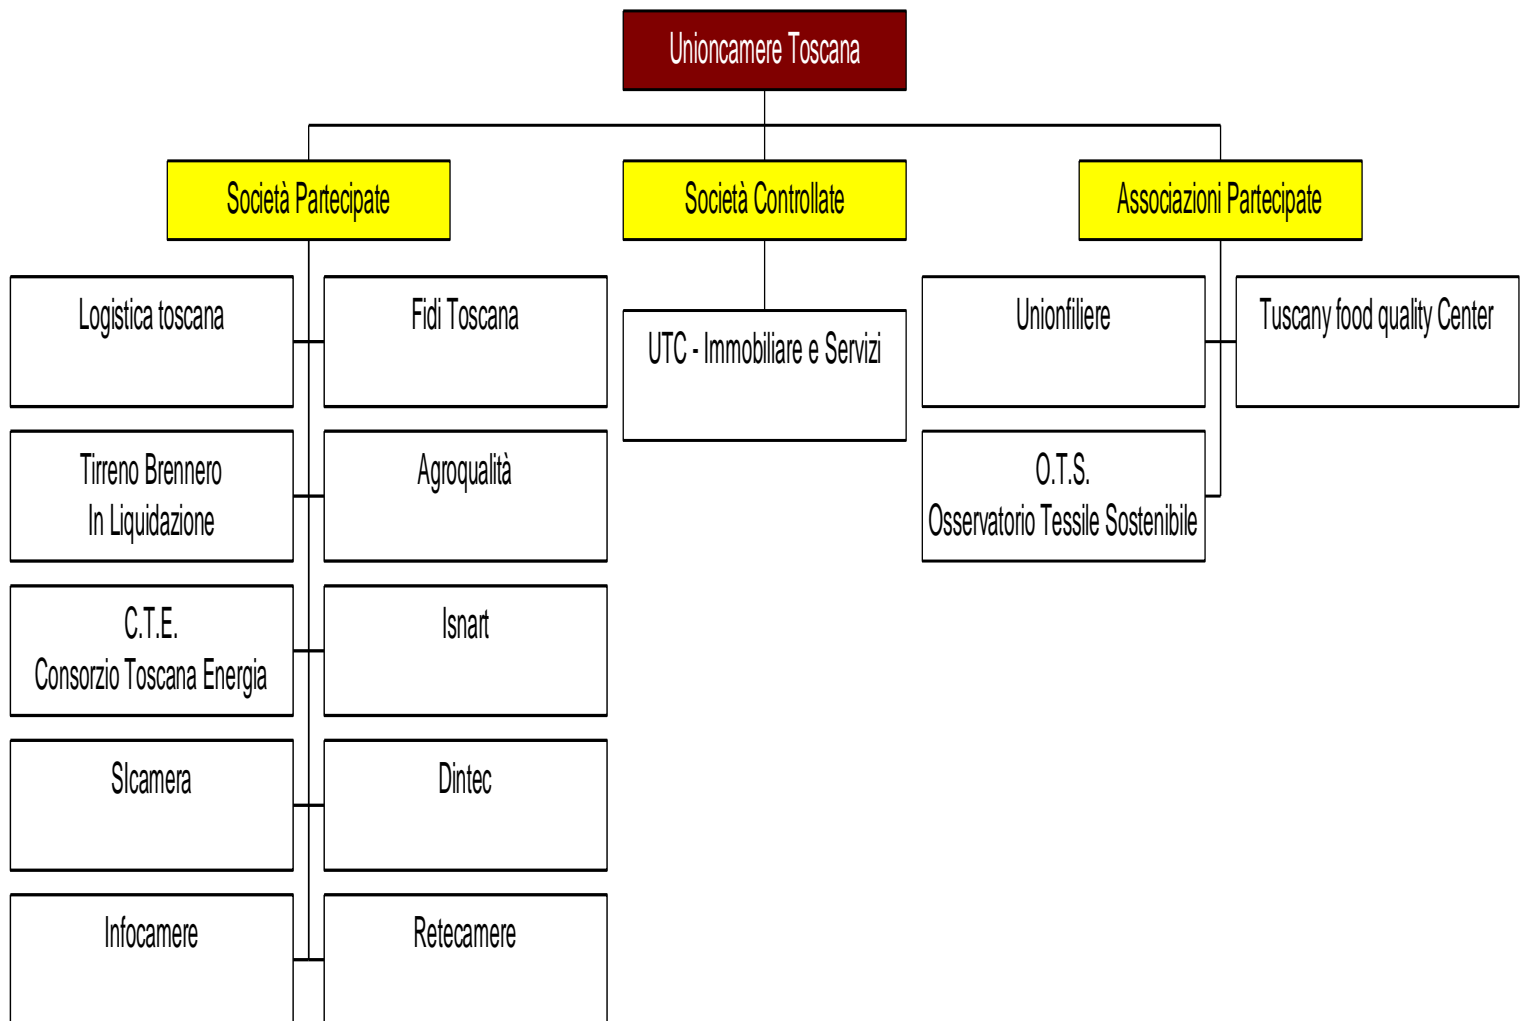 Unioncamere Toscana
Società Partecipate
Società Controllate
Associazioni Partecipate
Logistica toscana
Fidi Toscana
UTC - Immobiliare e Servizi
Unionfiliere
Tuscany food quality Center
Tirreno Brennero
In Liquidazione
Agroqualità
O.T.S.
Osservatorio Tessile Sostenibile
C.T.E.
Consorzio Toscana Energia
Isnart
SIcamera
Dintec
Infocamere
Retecamere